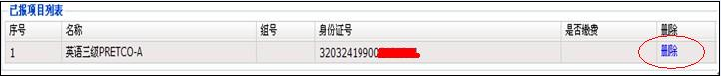 已报项目列表
序号 名称 组号 身份证号 是否缴费 删除
1 英语三级PRETCO-A 32032419900 删除